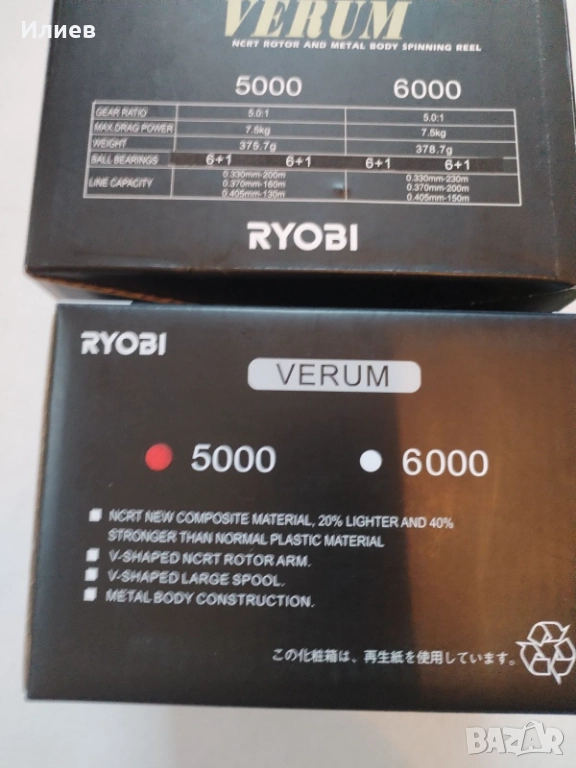 Илиев
VERUM
NCRT ROTOR AND METAL BODY SPINNING REEL
5000 6000
GEAR RATIO 5.0:1 5.0:1
MAX.DRAG POWER 7.5kg 7.5kg
WEIGHT 375.7g 378.7g
BALL BEARINGS 6+1 6+1 6+1 6+1
0.330mm-200m 0.330mm-230m
LINE CAPACITY 0.370mm-160m 0.370mm-200m
0.405mm-130m 0.405mm-150m
RYOBI
RYOBI
VERUM
5000 6000
NCRT NEW COMPOSITE MATERIAL, 20% LIGHTER AND 40%
STRONGER THAN NORMAL PLASTIC MATERIAL
V-SHAPED NCRT ROTOR ARM.
V-SHAPED LARGE SPOOL.
METAL BODY CONSTRUCTION.
この化粧箱は、再生紙を使用しています。
BAZAR